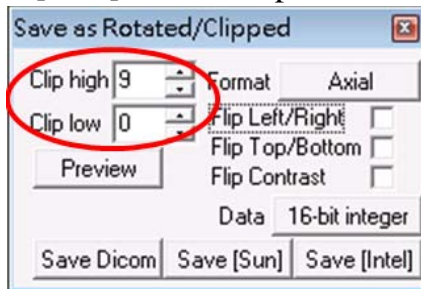 Save as Rotated/Clipped
Clip high 9 Format Axial
Clip low 0 Flip Left/Right
Flip Top/Bottom
Preview Flip Contrast
Data 16-bit integer
Save Dicom Save [Sun] Save [Intel]